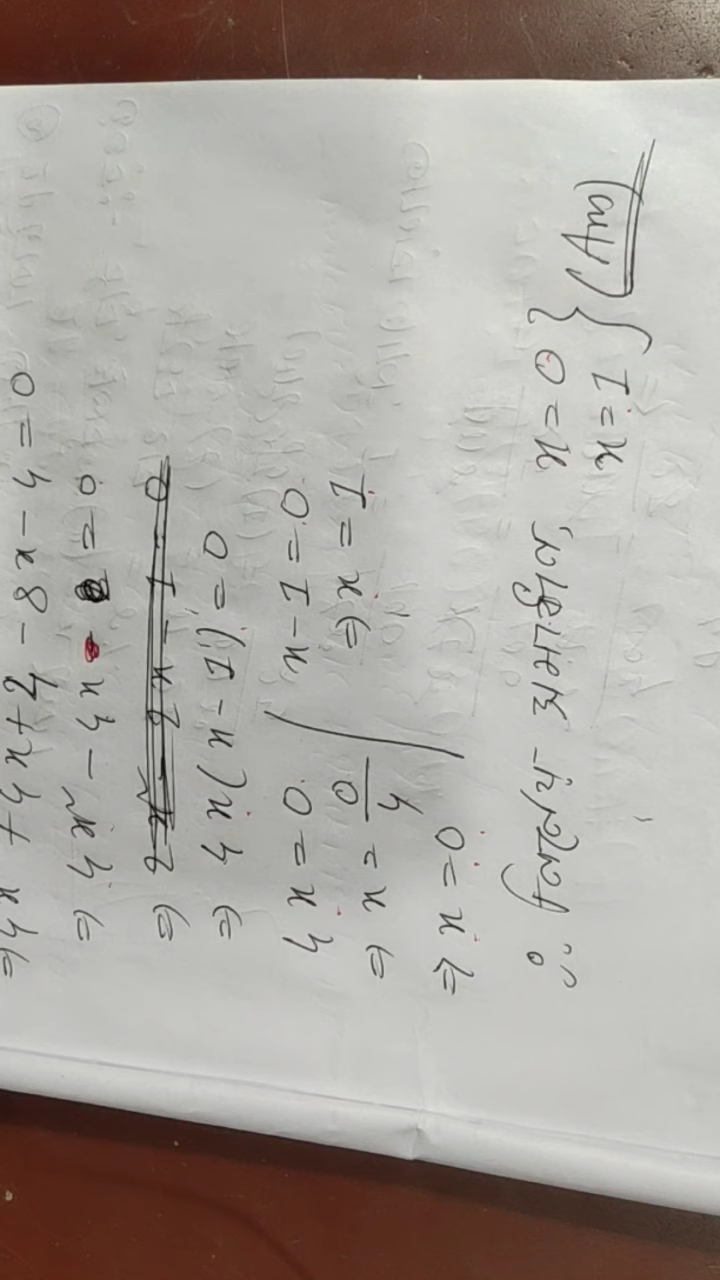 ⇒ 4x² + 4x + 4 - 8x - 4 = 0
⇒ 4x² - 4x = 0
⇒ 4x(x - 1) = 0
4x = 0 / x - 1 = 0
⇒ x = 0/4 ⇒ x = 1
⇒ x = 0
∴ নির্ণেয় সমাধান x = 0
x = 1 } (Ans)